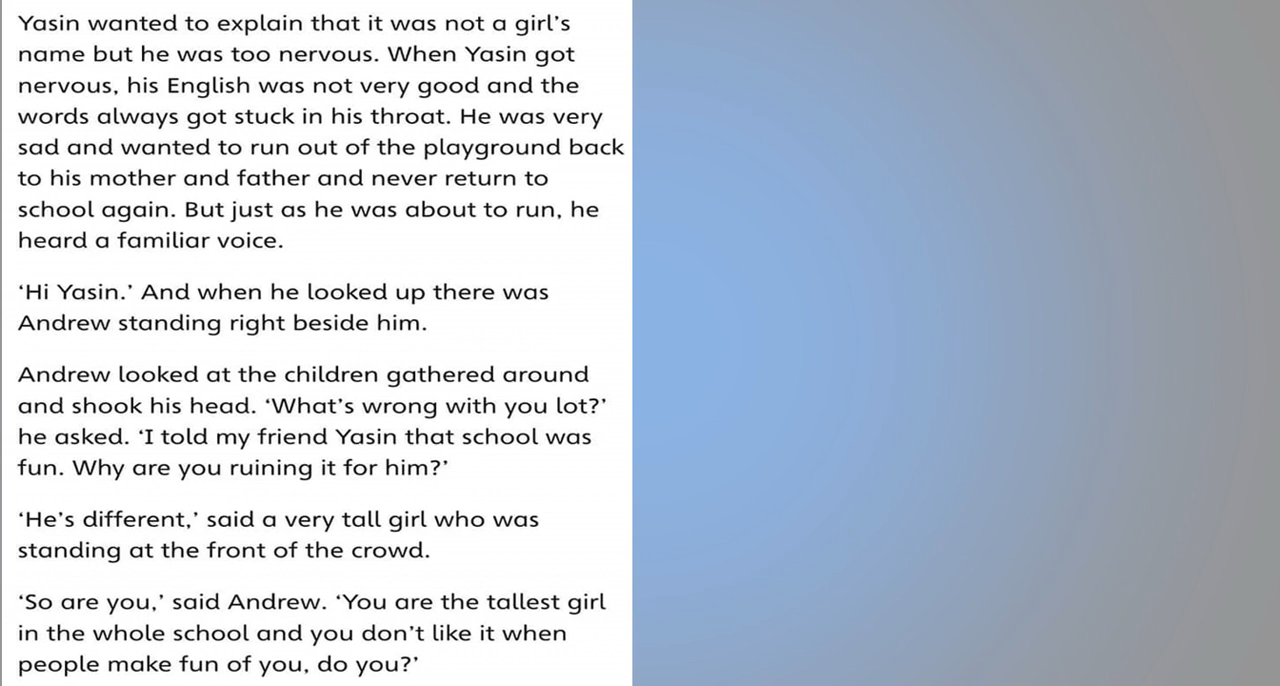 Yasin wanted to explain that it was not a girl’s
name but he was too nervous. When Yasin got
nervous, his English was not very good and the
words always got stuck in his throat. He was very
sad and wanted to run out of the playground back
to his mother and father and never return to
school again. But just as he was about to run, he
heard a familiar voice.
‘Hi Yasin.’ And when he looked up there was
Andrew standing right beside him.
Andrew looked at the children gathered around
and shook his head. ‘What’s wrong with you lot?’
he asked. ‘I told my friend Yasin that school was
fun. Why are you ruining it for him?’
‘He’s different,’ said a very tall girl who was
standing at the front of the crowd.
‘So are you,’ said Andrew. ‘You are the tallest girl
in the whole school and you don’t like it when
people make fun of you, do you?’